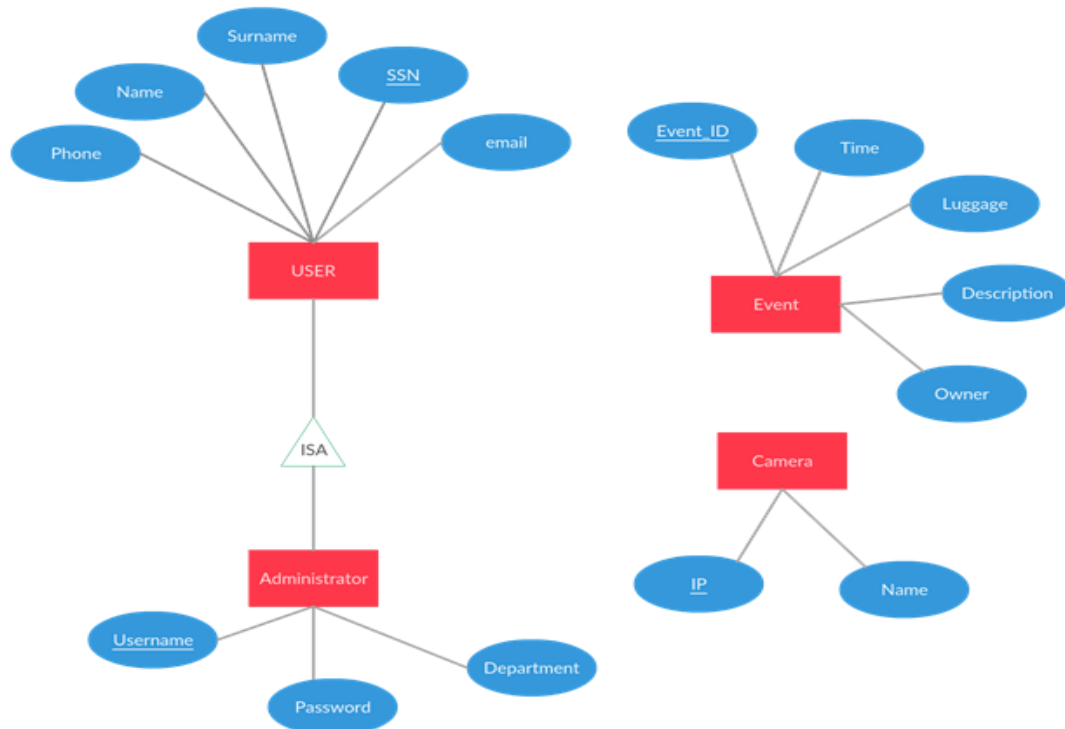 Surname
SSN
Name
email
Phone
USER
ISA
Administrator
Username
Department
Password
Event_ID
Time
Luggage
Event
Description
Owner
Camera
IP
Name